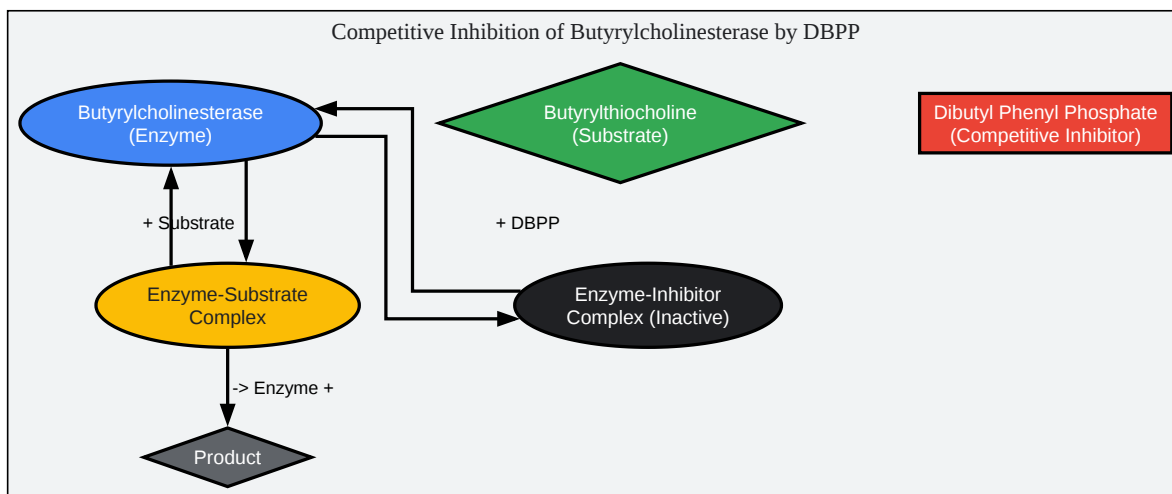 Competitive Inhibition of Butyrylcholinesterase by DBPP
Butyrylcholinesterase
(Enzyme)
Butyrylthiocholine
(Substrate)
Dibutyl Phenyl Phosphate
(Competitive Inhibitor)
+ Substrate
+ DBPP
Enzyme-Substrate
Complex
Enzyme-Inhibitor
Complex (Inactive)
-> Enzyme +
Product